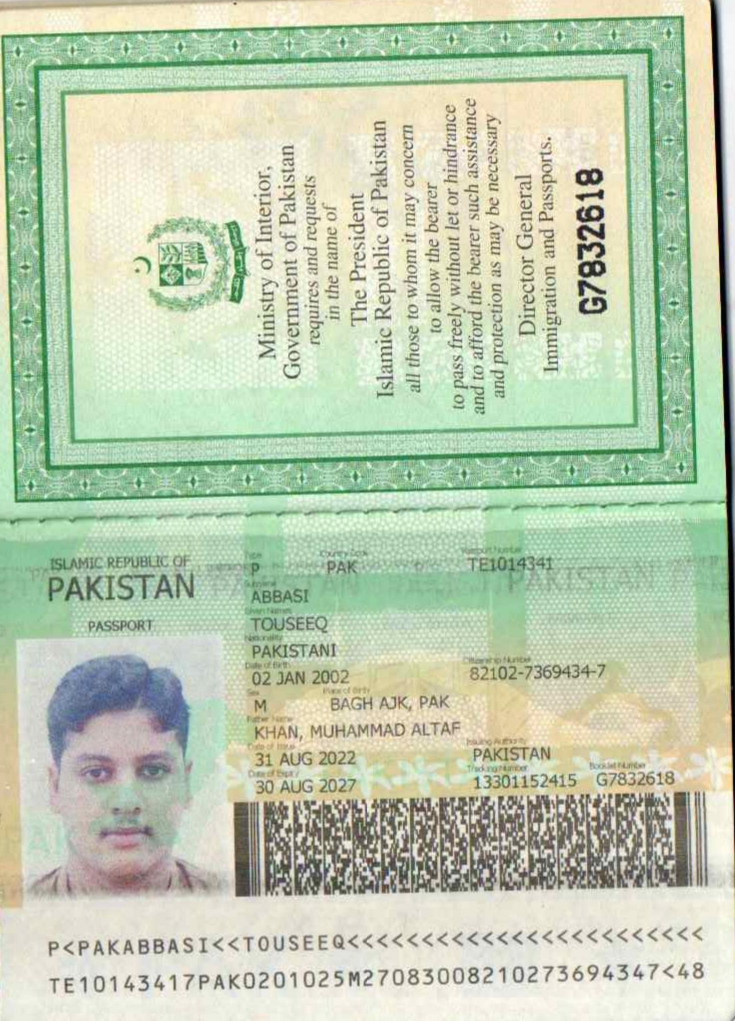 Ministry of Interior,
Government of Pakistan
requires and requests
in the name of
The President
Islamic Republic of Pakistan
all those to whom it may concern
to allow the bearer
to pass freely without let or hindrance
and to afford the bearer such assistance
and protection as may be necessary
Director General
Immigration and Passports.
G7832618
ISLAMIC REPUBLIC OF
PAKISTAN
PASSPORT
Type Country Code Passport Number
P PAK TE1014341
Surname
ABBASI
Given Names
TOUSEEQ
Nationality
PAKISTANI
Date of Birth Citizenship Number
02 JAN 2002 82102-7369434-7
Sex Place of Birth
M BAGH AJK, PAK
Father Name
KHAN, MUHAMMAD ALTAF
Date of Issue Issuing Authority
31 AUG 2022 PAKISTAN
Date of Expiry Tracking Number Booklet Number
30 AUG 2027 13301152415 G7832618
P<PAKABBASI<<TOUSEEQ<<<<<<<<<<<<<<<<<<<<<<<<
TE10143417PAK0201025M27083008210273694347<48